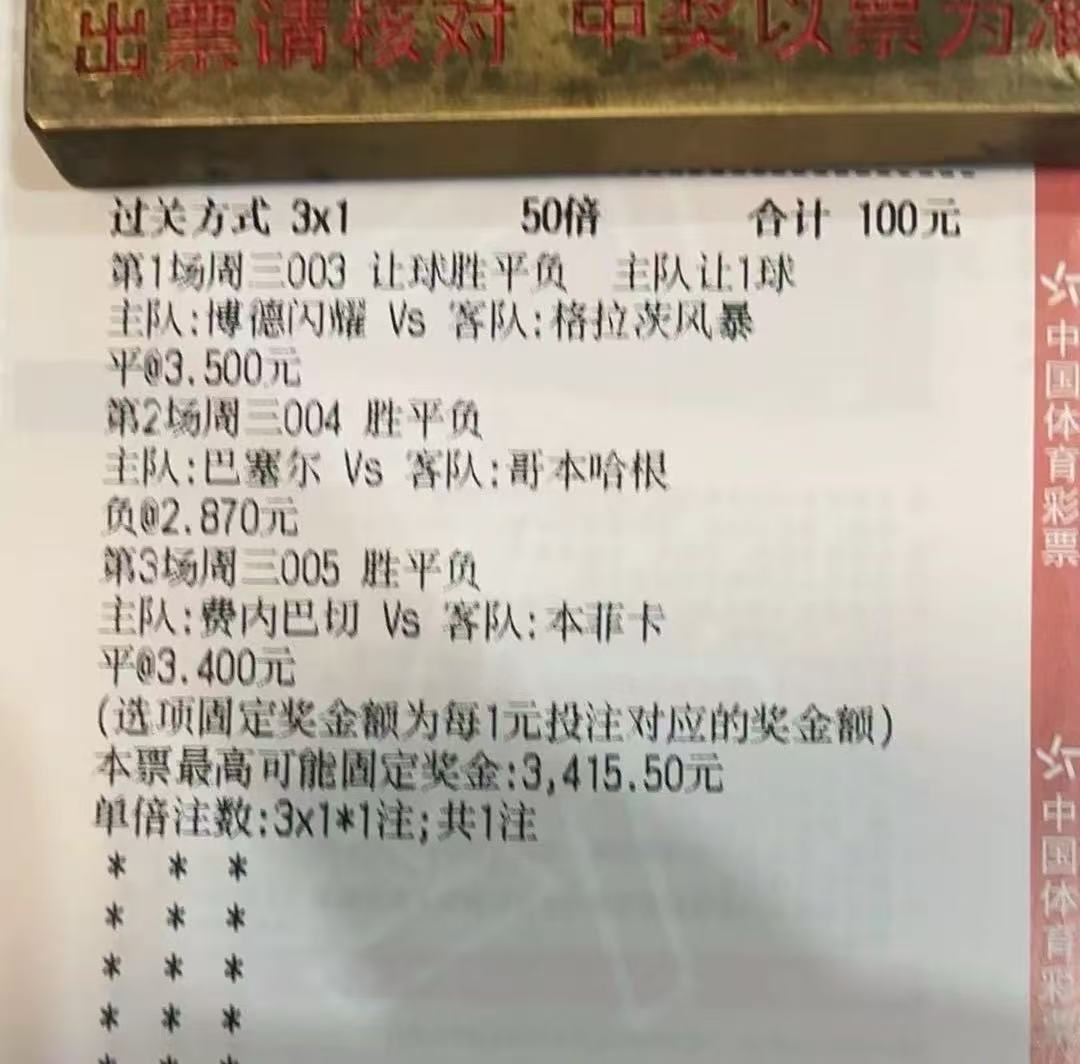 出票请核对 中奖以票为准
过关方式 3x1 50倍 合计 100元
第1场周三003 让球胜平负 主队让1球
主队:博德闪耀 Vs 客队:格拉茨风暴
平@3.500元
第2场周三004 胜平负
主队:巴塞尔 Vs 客队:哥本哈根
负@2.870元
第3场周三005 胜平负
主队:费内巴切 Vs 客队:本菲卡
平@3.400元
(选项固定奖金额为每1元投注对应的奖金额)
本票最高可能固定奖金:3,415.50元
单倍注数:3x1*1注;共1注
* * *
* * *
* * *
* * *
* * *
中国体育彩票
中国体育彩票